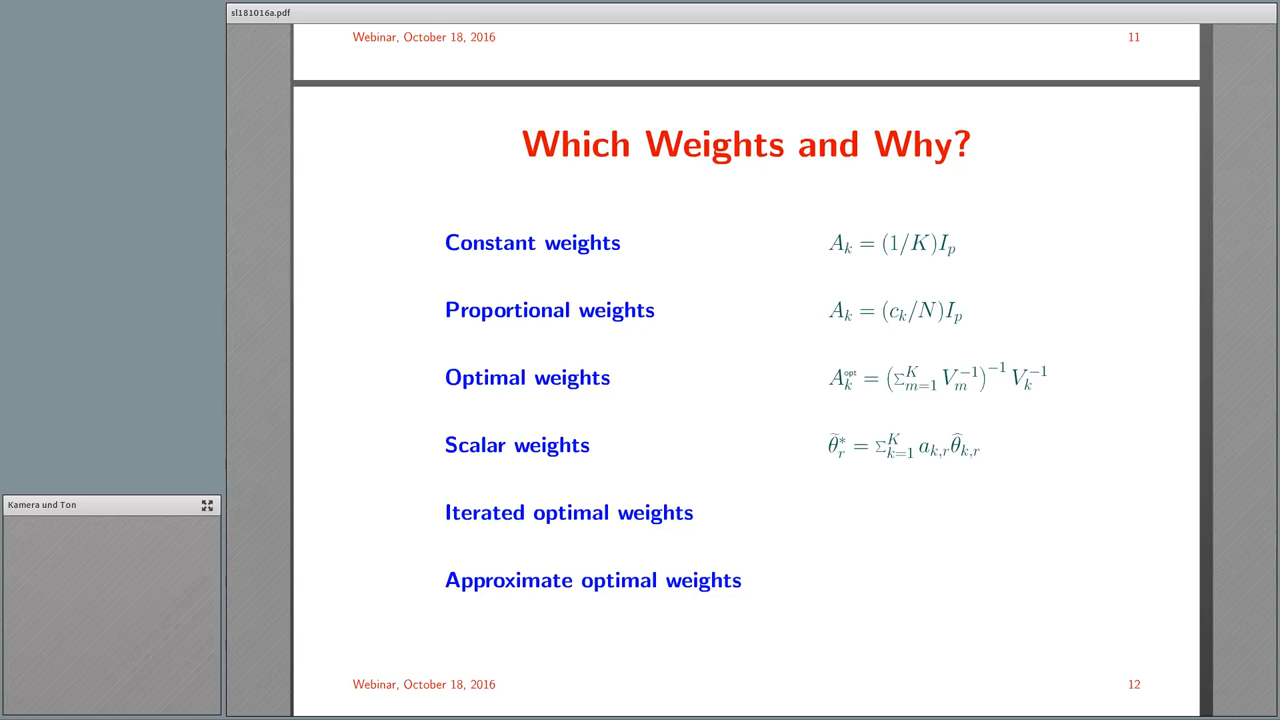 sl181016a.pdf
Webinar, October 18, 2016 11
Which Weights and Why?
Constant weights A_k = (1/K)I_p
Proportional weights A_k = (c_k/N)I_p
Optimal weights A_k^opt = (Σ_{m=1}^K V_m^{-1})^{-1} V_k^{-1}
Scalar weights θ̃_r^* = Σ_{k=1}^K a_{k,r} θ̂_{k,r}
Iterated optimal weights
Approximate optimal weights
Kamera und Ton
Webinar, October 18, 2016 12